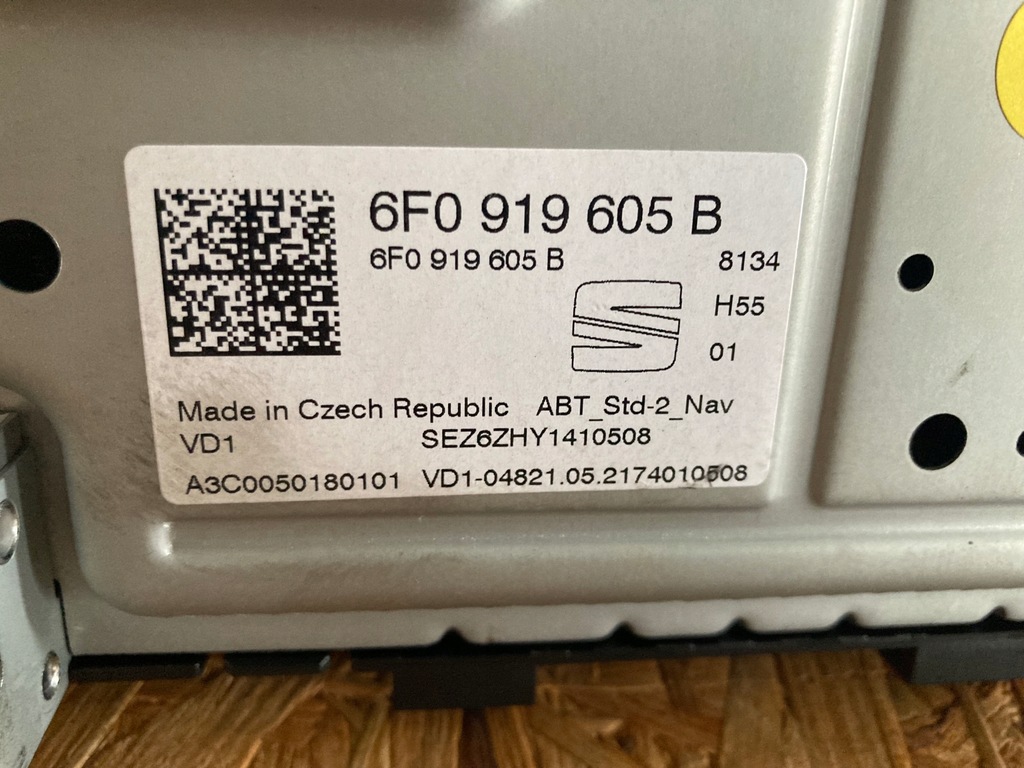 6F0 919 605 B
6F0 919 605 B 8134
H55
01
Made in Czech Republic ABT_Std-2_Nav
VD1 SEZ6ZHY1410508
A3C0050180101 VD1-04821.05.2174010508